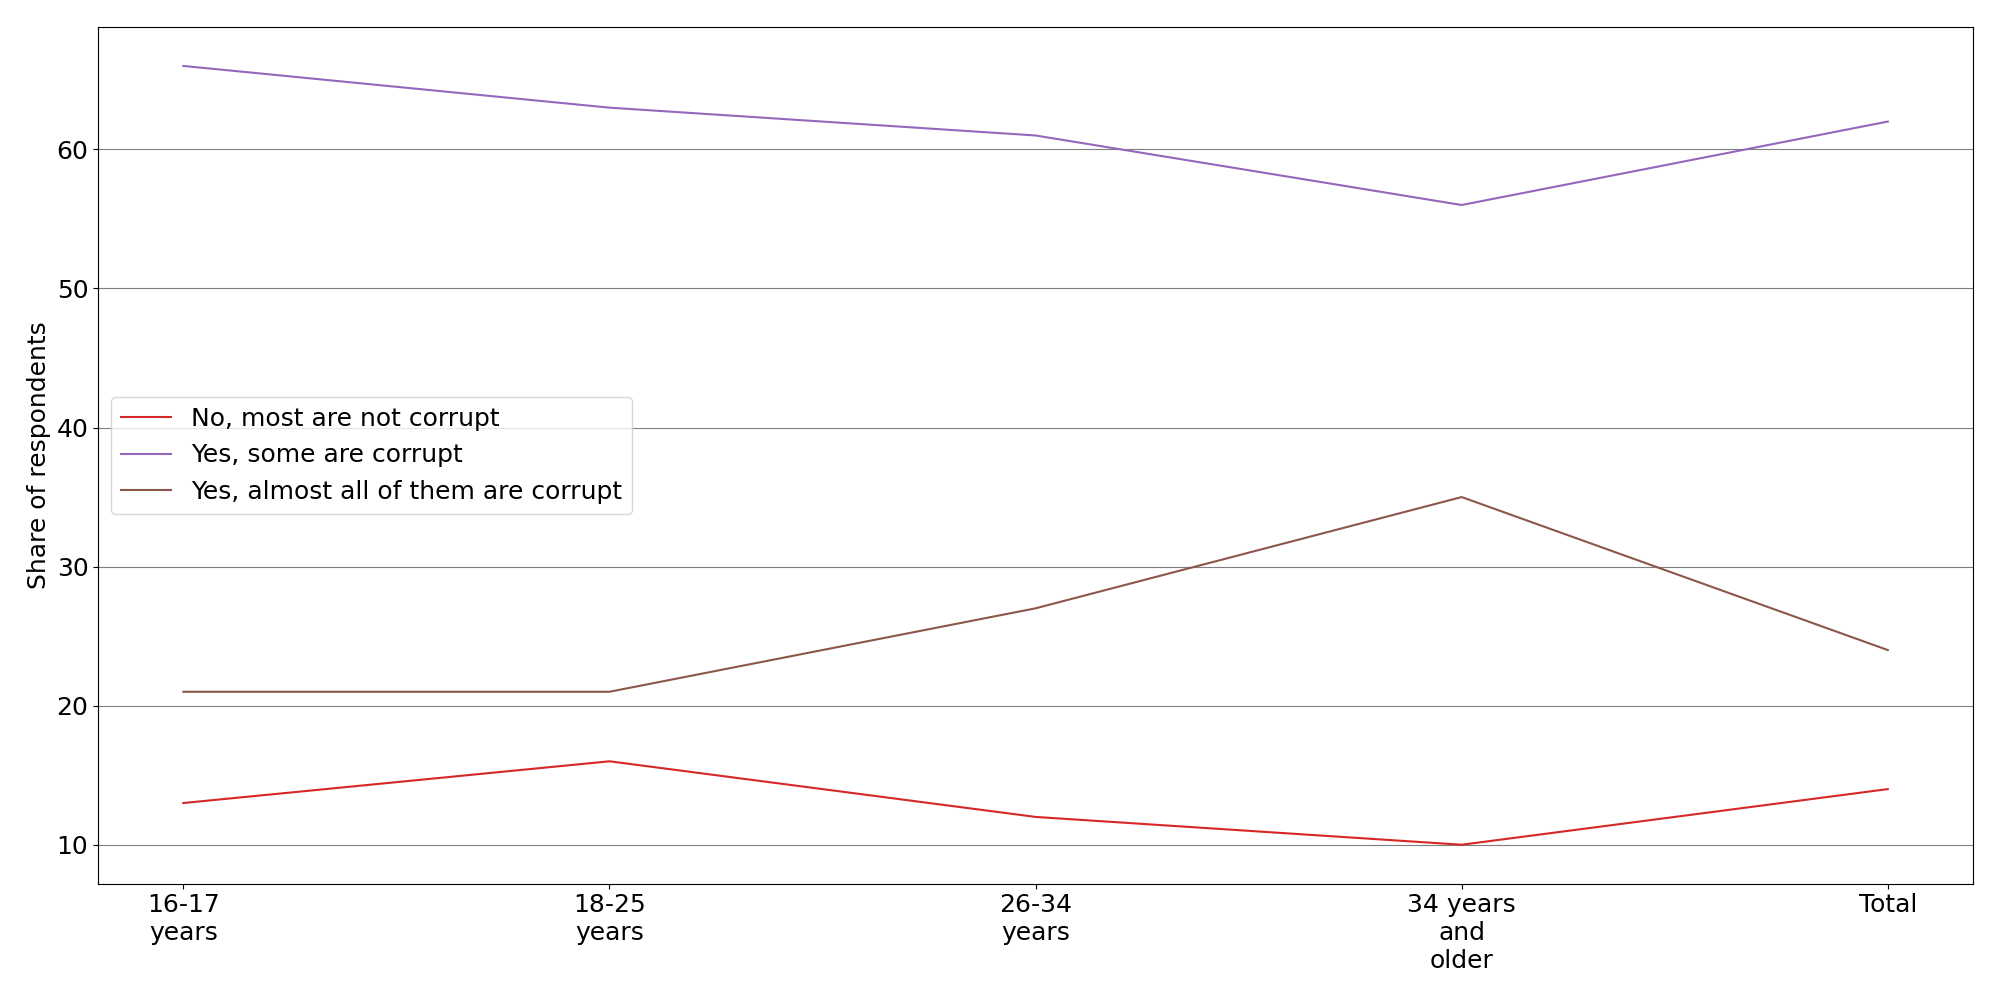 Share of respondents
60
50
40
30
20
10
No, most are not corrupt
Yes, some are corrupt
Yes, almost all of them are corrupt
16-17
years
18-25
years
26-34
years
34 years
and
older
Total